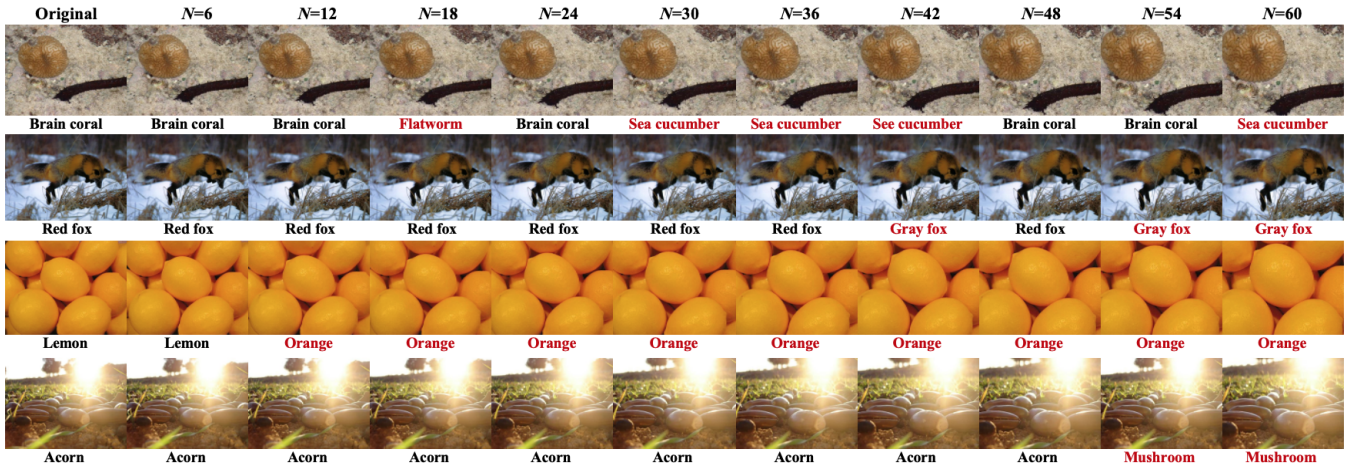 Original N=6 N=12 N=18 N=24 N=30 N=36 N=42 N=48 N=54 N=60
Brain coral Brain coral Brain coral Flatworm Brain coral Sea cucumber Sea cucumber See cucumber Brain coral Brain coral Sea cucumber
Red fox Red fox Red fox Red fox Red fox Red fox Red fox Gray fox Red fox Gray fox Gray fox
Lemon Lemon Orange Orange Orange Orange Orange Orange Orange Orange Orange
Acorn Acorn Acorn Acorn Acorn Acorn Acorn Acorn Acorn Mushroom Mushroom